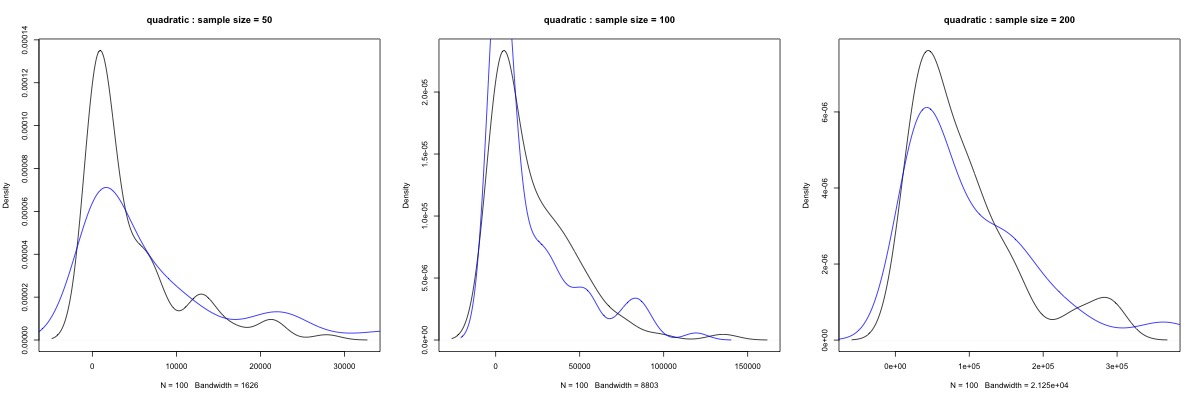 quadratic : sample size = 50
Density
0.00000
0.00002
0.00004
0.00006
0.00008
0.00010
0.00012
0.00014
0
10000
20000
30000
N = 100 Bandwidth = 1626
quadratic : sample size = 100
Density
0.0e+00
5.0e-06
1.0e-05
1.5e-05
2.0e-05
0
50000
100000
150000
N = 100 Bandwidth = 8803
quadratic : sample size = 200
Density
0e+00
2e-06
4e-06
6e-06
0e+00
1e+05
2e+05
3e+05
N = 100 Bandwidth = 2.125e+04